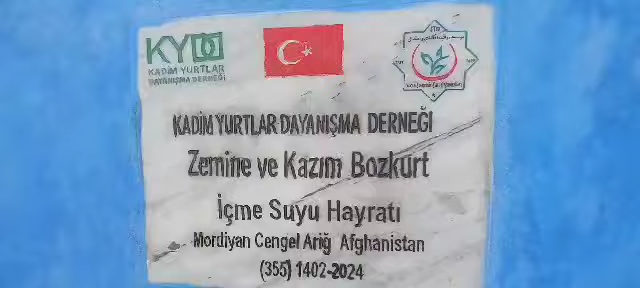 KYDD
KADİM YURTLAR
DAYANIŞMA DERNEĞİ
KADİM YURTLAR DAYANIŞMA DERNEĞİ
Zemine ve Kazım Bozkurt
İçme Suyu Hayratı
Mordiyan Cengel Ariğ Afghanistan
(355) 1402-2024